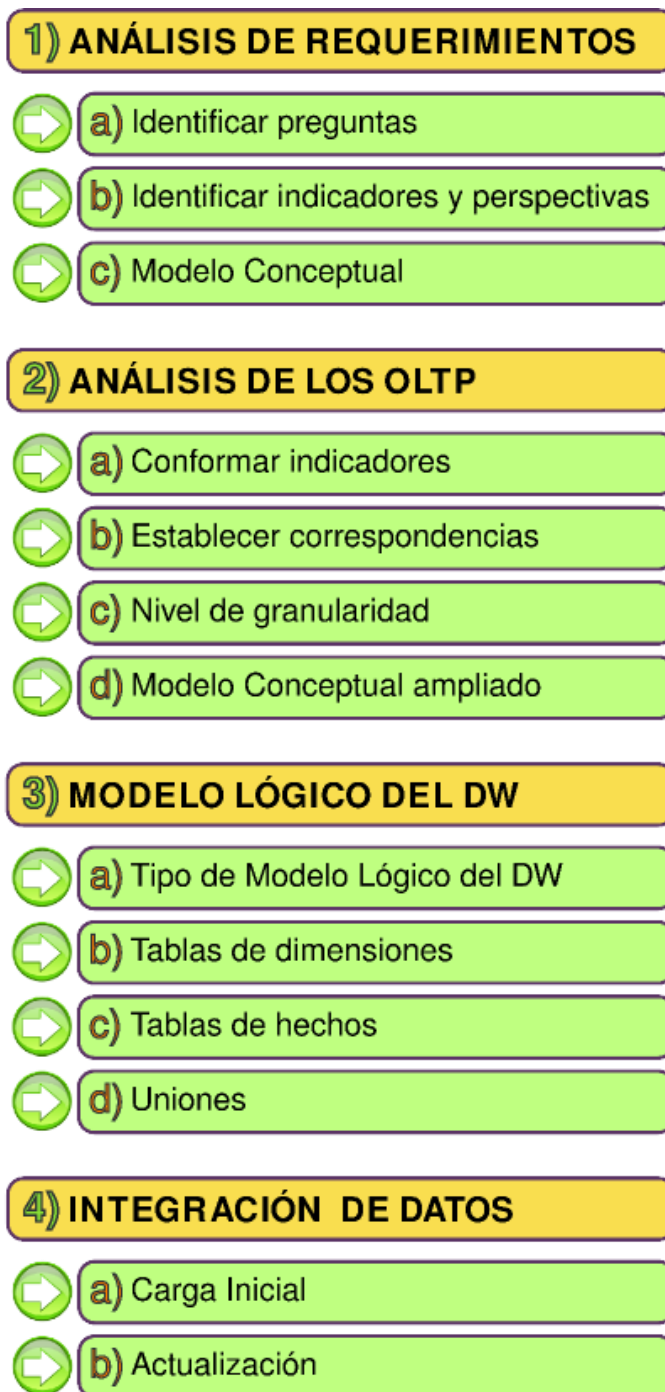 1) ANÁLISIS DE REQUERIMIENTOS
a) Identificar preguntas
b) Identificar indicadores y perspectivas
c) Modelo Conceptual
2) ANÁLISIS DE LOS OLTP
a) Conformar indicadores
b) Establecer correspondencias
c) Nivel de granularidad
d) Modelo Conceptual ampliado
3) MODELO LÓGICO DEL DW
a) Tipo de Modelo Lógico del DW
b) Tablas de dimensiones
c) Tablas de hechos
d) Uniones
4) INTEGRACIÓN DE DATOS
a) Carga Inicial
b) Actualización